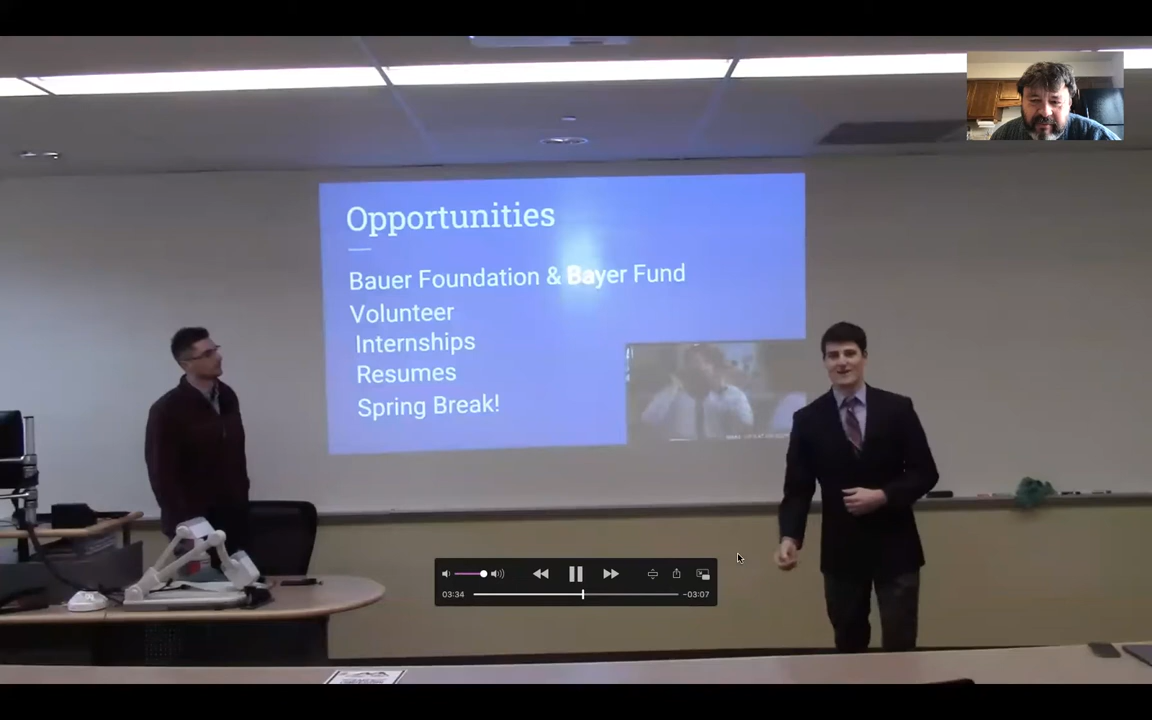 Opportunities
Bauer Foundation & Bayer Fund
Volunteer
Internships
Resumes
Spring Break!
03:34
-03:07